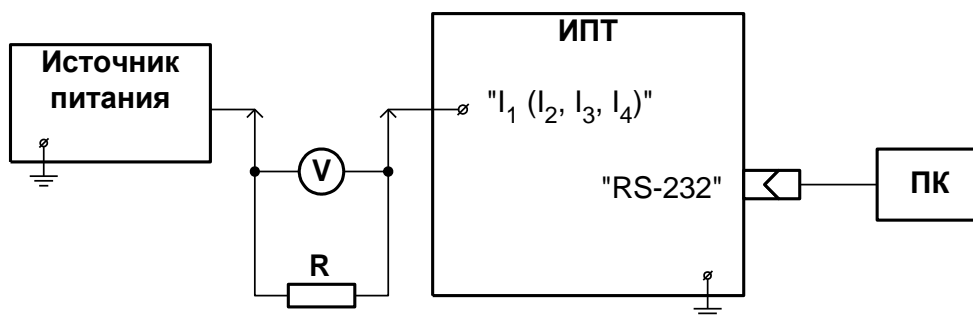 Источник
питания
ИПТ
"I₁ (I₂, I₃, I₄)"
V
"RS-232"
ПК
R